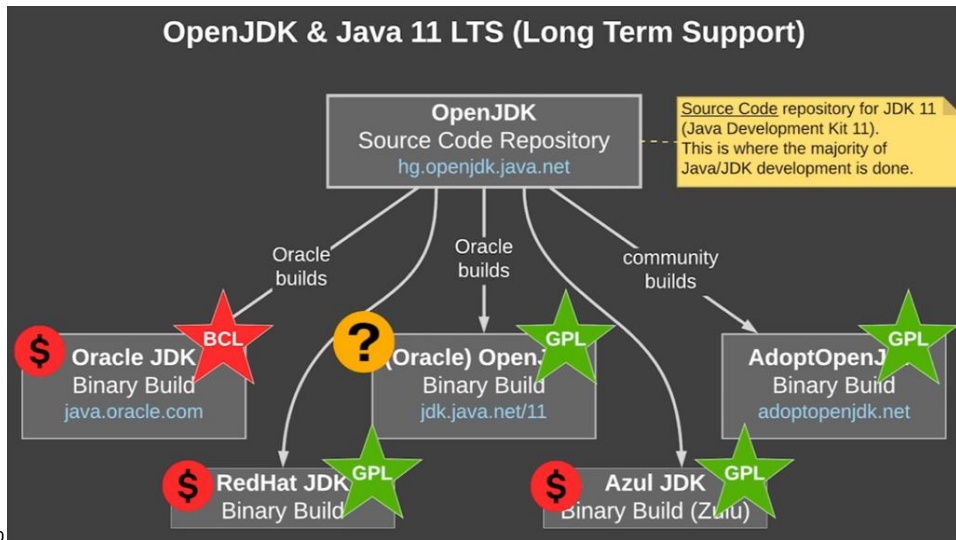 OpenJDK & Java 11 LTS (Long Term Support)
OpenJDK
Source Code Repository
hg.openjdk.java.net
Source Code repository for JDK 11
(Java Development Kit 11).
This is where the majority of
Java/JDK development is done.
Oracle
builds
Oracle
builds
community
builds
$
Oracle JDK
BCL
Binary Build
java.oracle.com
?
(Oracle) OpenJ
GPL
Binary Build
jdk.java.net/11
AdoptOpenJ
GPL
Binary Build
adoptopenjdk.net
$
RedHat JDK
GPL
Binary Build
$
Azul JDK
GPL
Binary Build (Zulu)